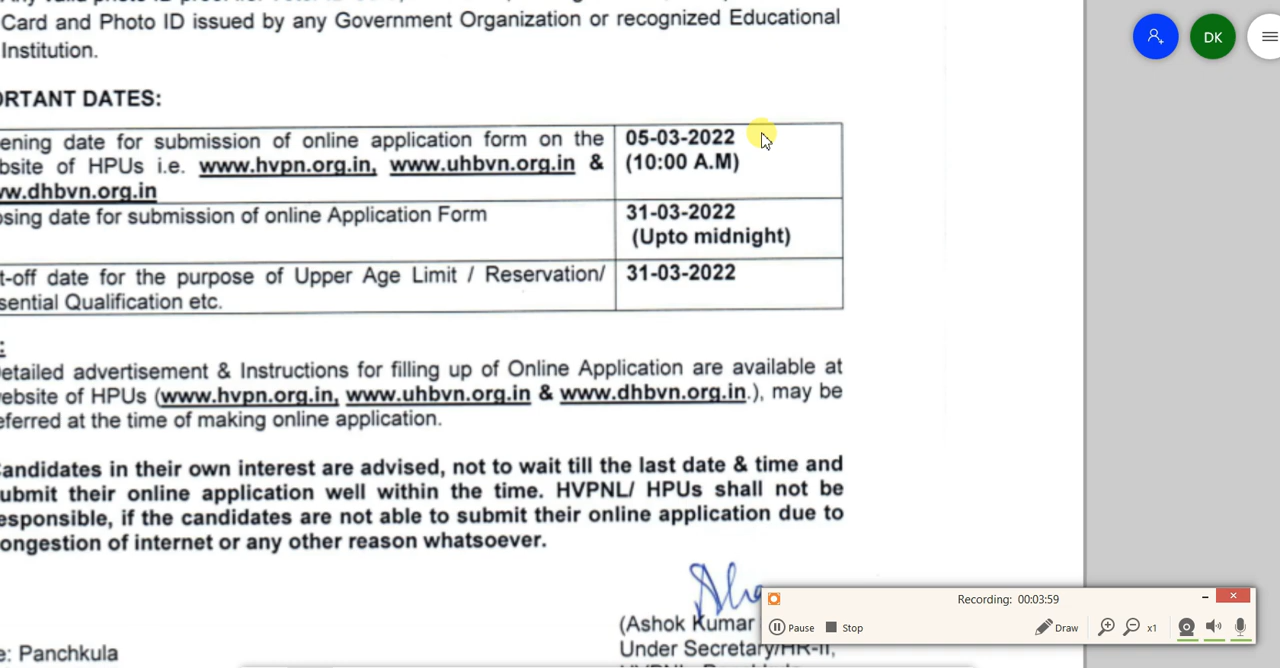 Card and Photo ID issued by any Government Organization or recognized Educational
Institution.
DK
ORTANT DATES:
ening date for submission of online application form on the
bsite of HPUs i.e. www.hvpn.org.in, www.uhbvn.org.in &
ww.dhbvn.org.in
05-03-2022
(10:00 A.M)
osing date for submission of online Application Form
31-03-2022
(Upto midnight)
t-off date for the purpose of Upper Age Limit / Reservation/
sential Qualification etc.
31-03-2022
:
etailed advertisement & Instructions for filling up of Online Application are available at
ebsite of HPUs (www.hvpn.org.in, www.uhbvn.org.in & www.dhbvn.org.in.), may be
eferred at the time of making online application.
andidates in their own interest are advised, not to wait till the last date & time and
ubmit their online application well within the time. HVPNL/ HPUs shall not be
esponsible, if the candidates are not able to submit their online application due to
ongestion of internet or any other reason whatsoever.
(Ashok Kumar
Under Secretary/HR-II,
e: Panchkula
Recording: 00:03:59
Pause Stop Draw x1